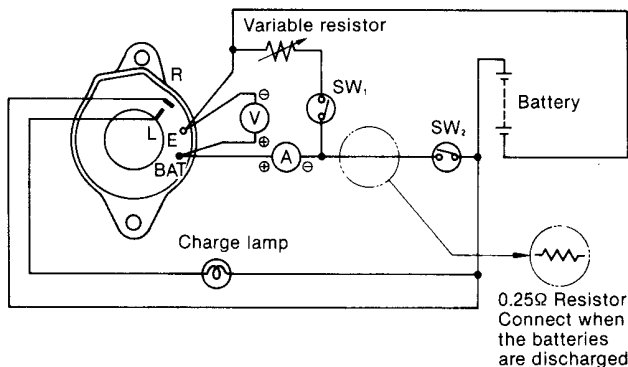 Variable resistor
R
SW₁
Battery
L
E
⊖
V
⊕
SW₂
BAT
⊕
A
⊖
Charge lamp
0.25Ω Resistor
Connect when
the batteries
are discharged